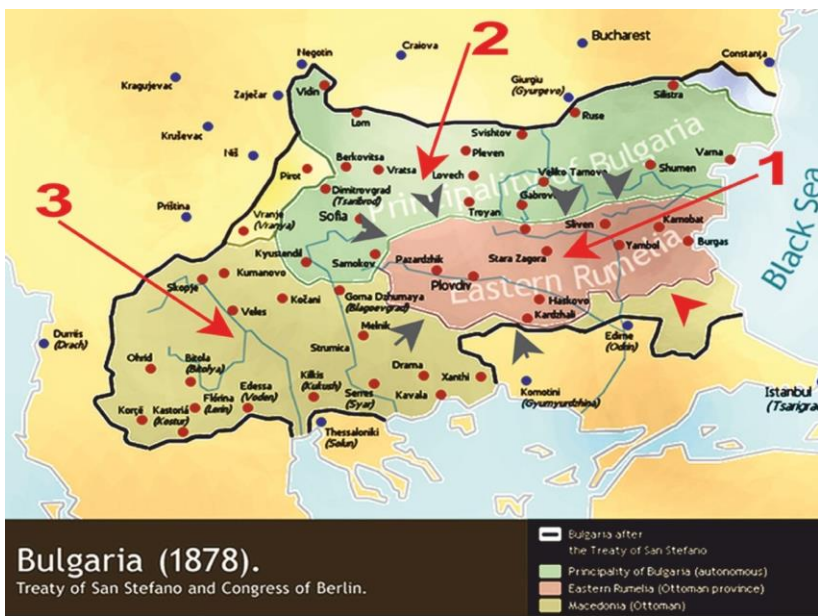 Bucharest
Craiova
2
Negotin
Constanţa
Kragujevac
Zaječar
Vidin
Giurgiu
(Gyurgevo)
Silistra
Lom
Ruse
Kruševac
Svishtov
Niš
Berkovitsa
Vratsa
Pleven
Varna
Pirot
Lovech
Veliko Tarnovo
Shumen
1
Dimitrovgrad
(Tsaribrod)
Principality of Bulgaria
Priština
3
Vranje
(Vranya)
Sofia
Troyan
Gabrovo
Sliven
Karnobat
Kyustendil
Samokov
Pazardzhik
Stara Zagora
Yambol
Burgas
Black Sea
Skopje
Kumanovo
Plovdiv
Eastern Rumelia
Kočani
Gorna Dzhumaya
(Blagoevgrad)
Haskovo
Veles
Kardzhali
Durrës
(Drach)
Melnik
Edirne
(Odrin)
Ohrid
Bitola
(Bitolya)
Strumica
Drama
Xanthi
Korçë
Kastoriá
(Kostur)
Flórina
(Lerin)
Edessa
(Voden)
Kilkis
(Kukush)
Serres
(Syar)
Kavala
Komotini
(Gyumyurdzhina)
Istanbul
(Tsarigrad
Thessaloniki
(Solun)
Bulgaria (1878).
Treaty of San Stefano and Congress of Berlin.
Bulgaria after
the Treaty of San Stefano
Principality of Bulgaria (autonomous)
Eastern Rumelia (Ottoman province)
Macedonia (Ottoman)